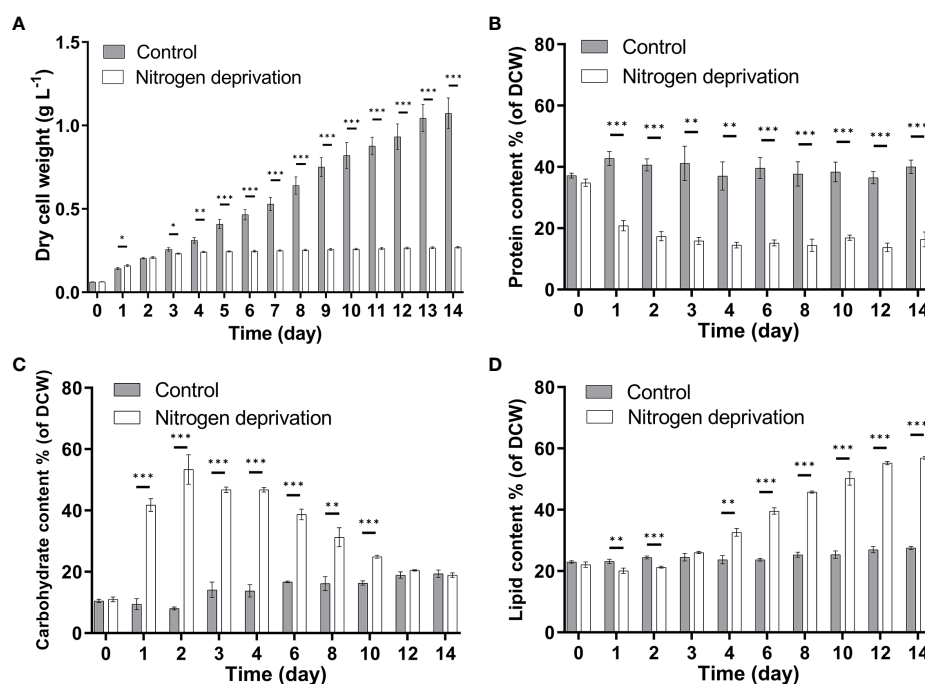 A
Dry cell weight (g L⁻¹)
1.5
1.0
0.5
0.0
Control
Nitrogen deprivation
* * ** *** *** *** *** *** *** *** *** *** ***
0 1 2 3 4 5 6 7 8 9 10 11 12 13 14
Time (day)
B
Protein content % (of DCW)
80
60
40
20
0
Control
Nitrogen deprivation
*** *** ** ** *** *** *** *** ***
0 1 2 3 4 6 8 10 12 14
Time (day)
C
Carbohydrate content % (of DCW)
80
60
40
20
0
Control
Nitrogen deprivation
*** *** *** *** *** ** ***
0 1 2 3 4 6 8 10 12 14
Time (day)
D
Lipid content % (of DCW)
80
60
40
20
0
Control
Nitrogen deprivation
** *** ** *** *** *** *** ***
0 1 2 3 4 6 8 10 12 14
Time (day)